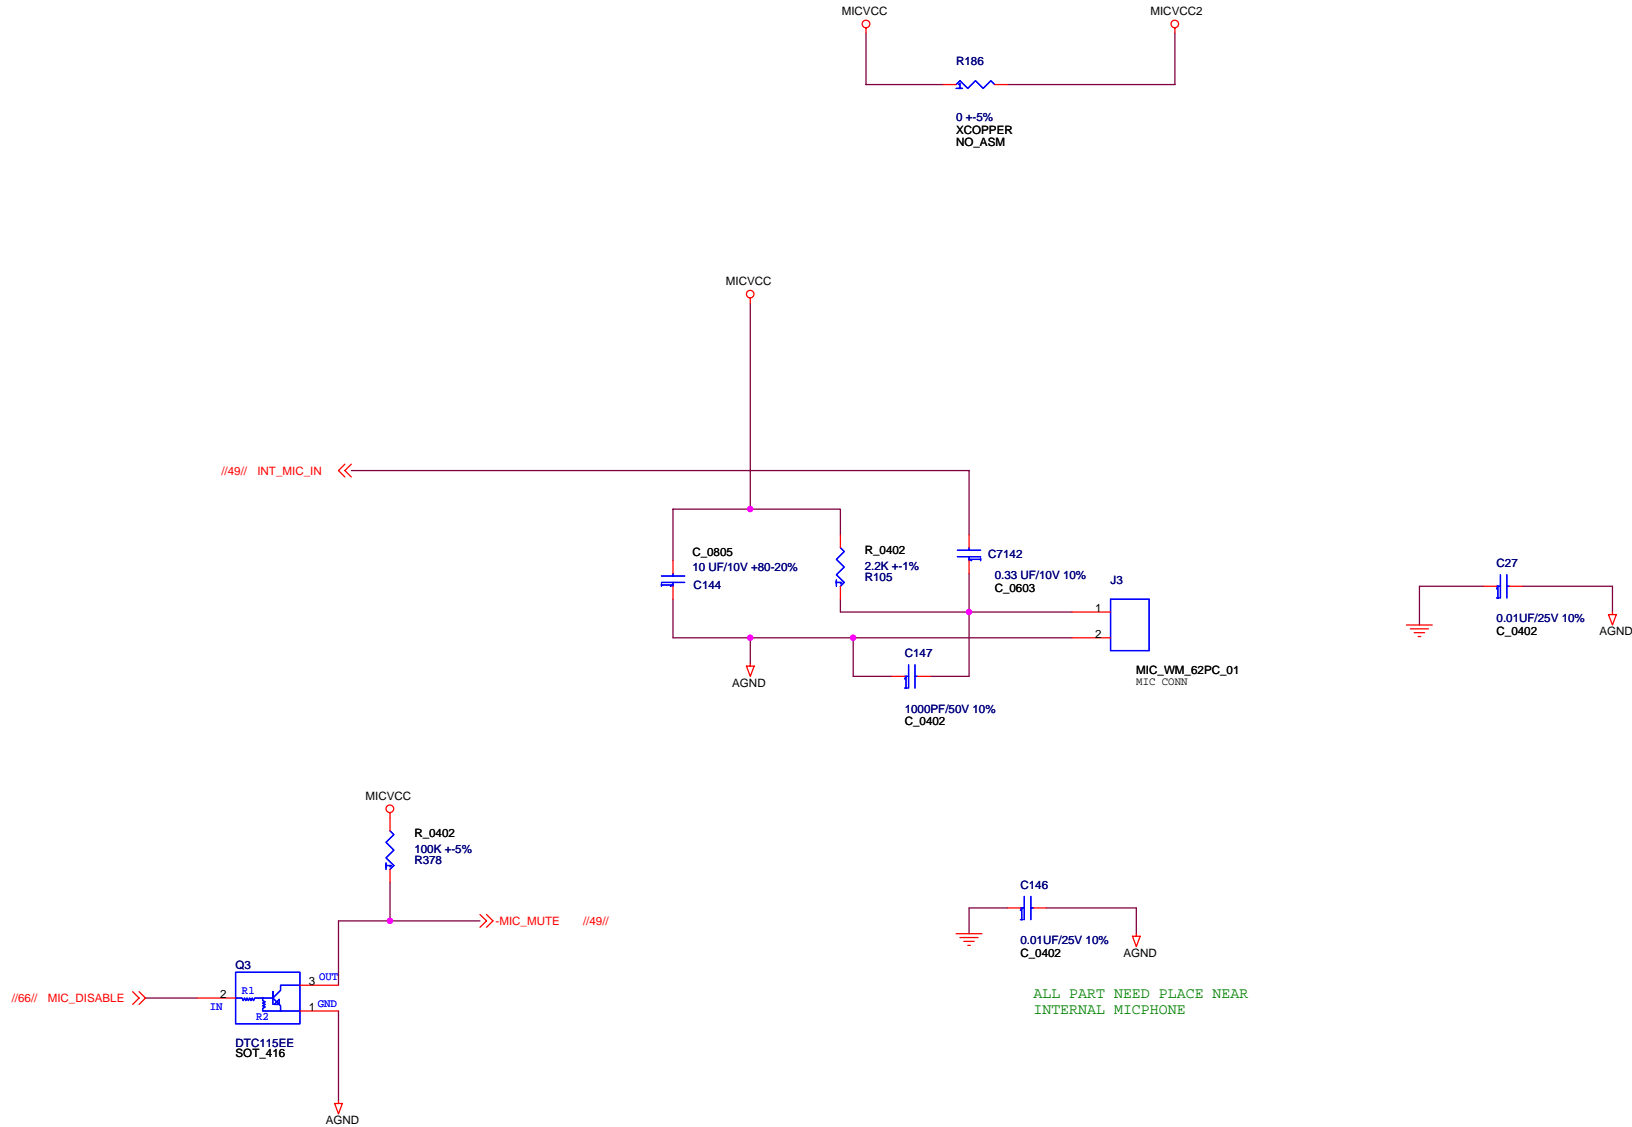 MICVCC
MICVCC2
R186
1
0 +-5%
XCOPPER
NO_ASM
MICVCC
//49// INT_MIC_IN
C_0805
10 UF/10V +80-20%
C144
R_0402
2.2K +-1%
R105
1
C7142
0.33 UF/10V 10%
C_0603
J3
1
2
MIC_WM_62PC_01
MIC CONN
AGND
C147
1000PF/50V 10%
C_0402
C27
0.01UF/25V 10%
C_0402
AGND
MICVCC
R_0402
100K +-5%
R378
1
-MIC_MUTE //49//
Q3
3 OUT
//66// MIC_DISABLE
2
IN
R1
R2
1 GND
DTC115EE
SOT_416
AGND
C146
0.01UF/25V 10%
C_0402
AGND
ALL PART NEED PLACE NEAR
INTERNAL MICPHONE